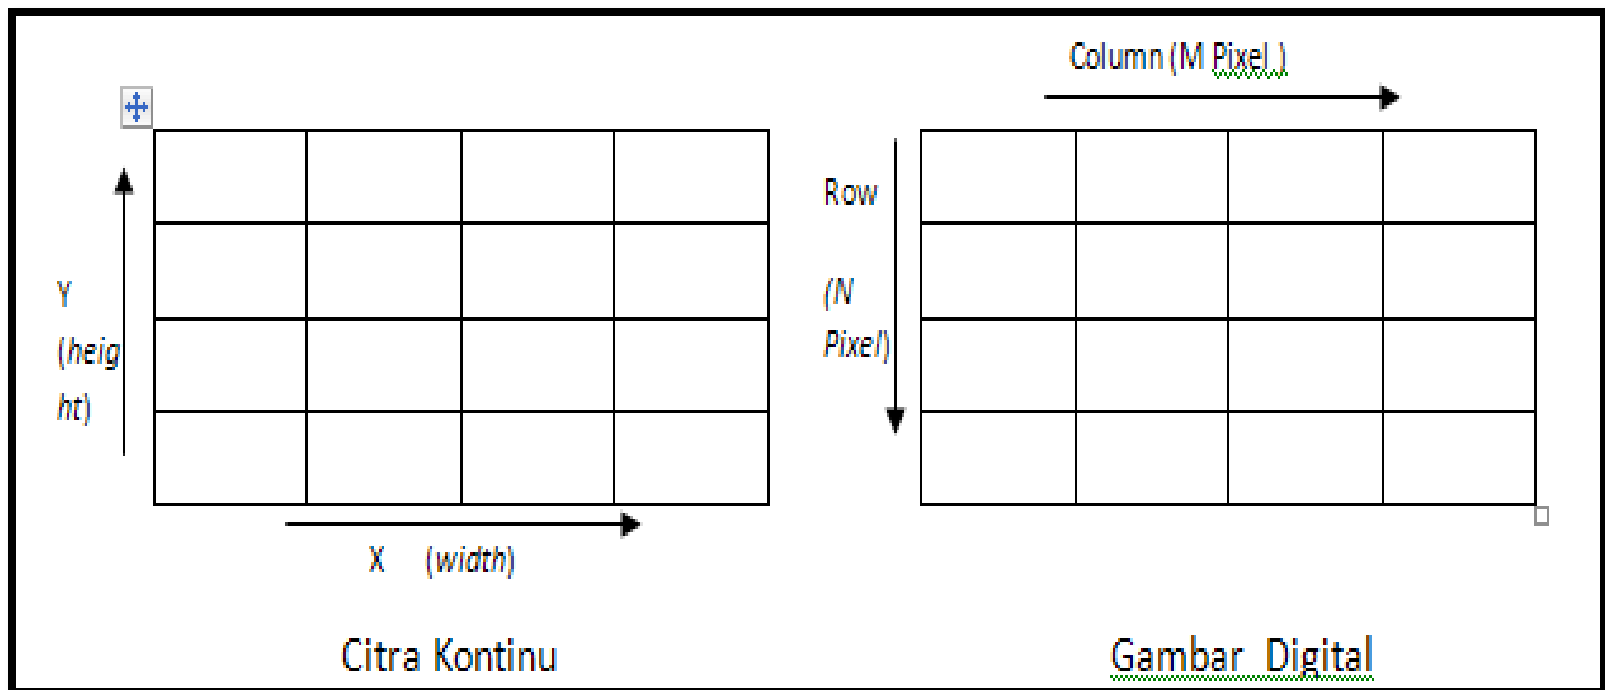 Column (M Pixel )
Y
(heig
ht)
X (width)
Row
(N
Pixel)
Citra Kontinu
Gambar Digital